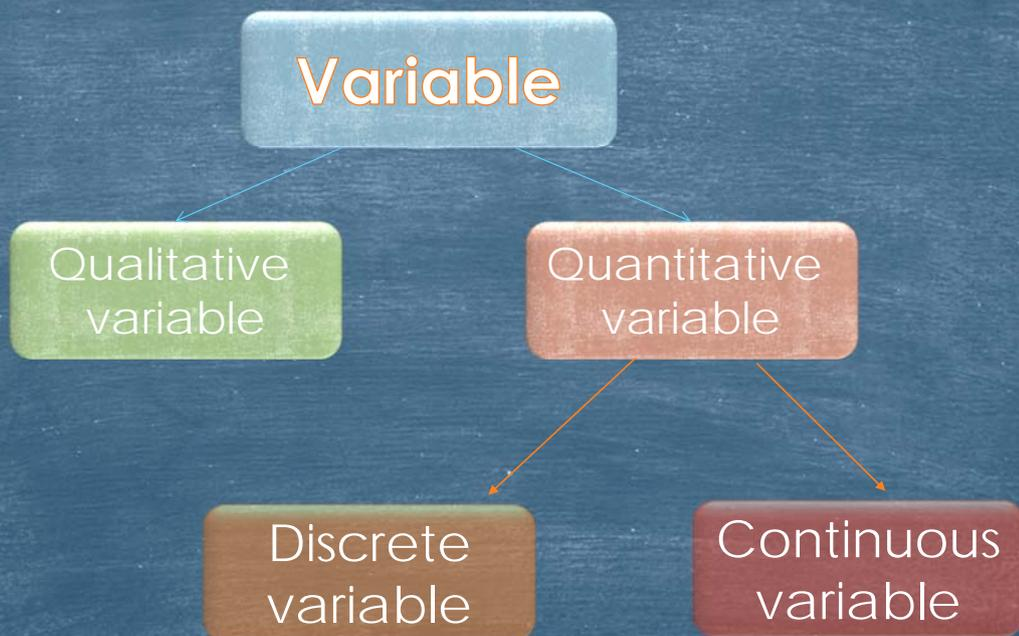 Variable
Qualitative
variable
Quantitative
variable
Discrete
variable
Continuous
variable